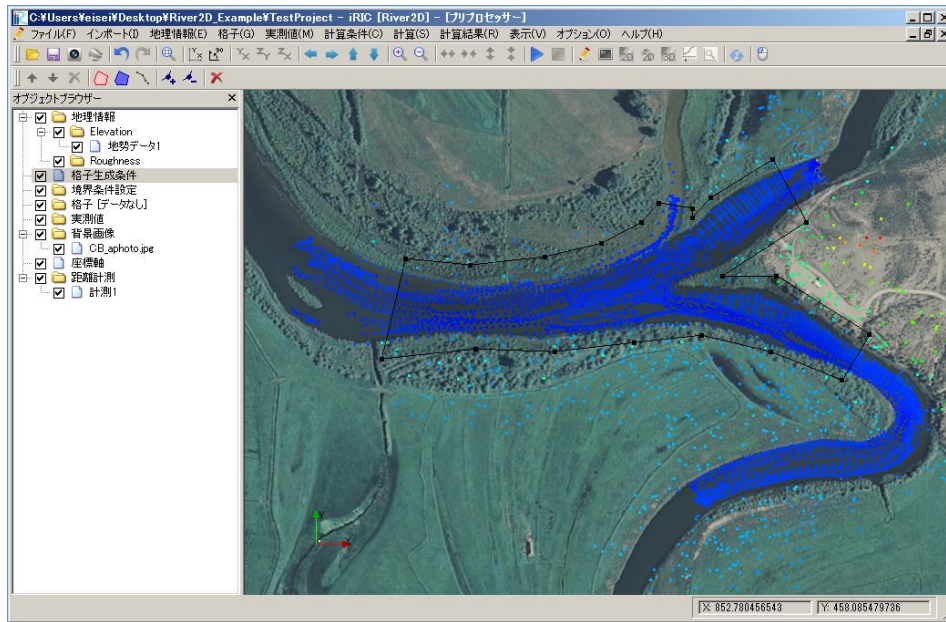 C:¥Users¥eisei¥Desktop¥River2D_Example¥TestProject - iRIC [River2D] - [プリプロセッサー]
ファイル(F) インポート(I) 地理情報(E) 格子(G) 実測値(M) 計算条件(C) 計算(S) 計算結果(R) 表示(V) オプション(O) ヘルプ(H)
オブジェクトブラウザー
地理情報
Elevation
地勢データ1
Roughness
格子生成条件
境界条件設定
格子 [データなし]
実測値
背景画像
CB_aphoto.jpg
座標軸
距離計測
計測1
Y
X
X: 852.780456543 Y: 458.085479736